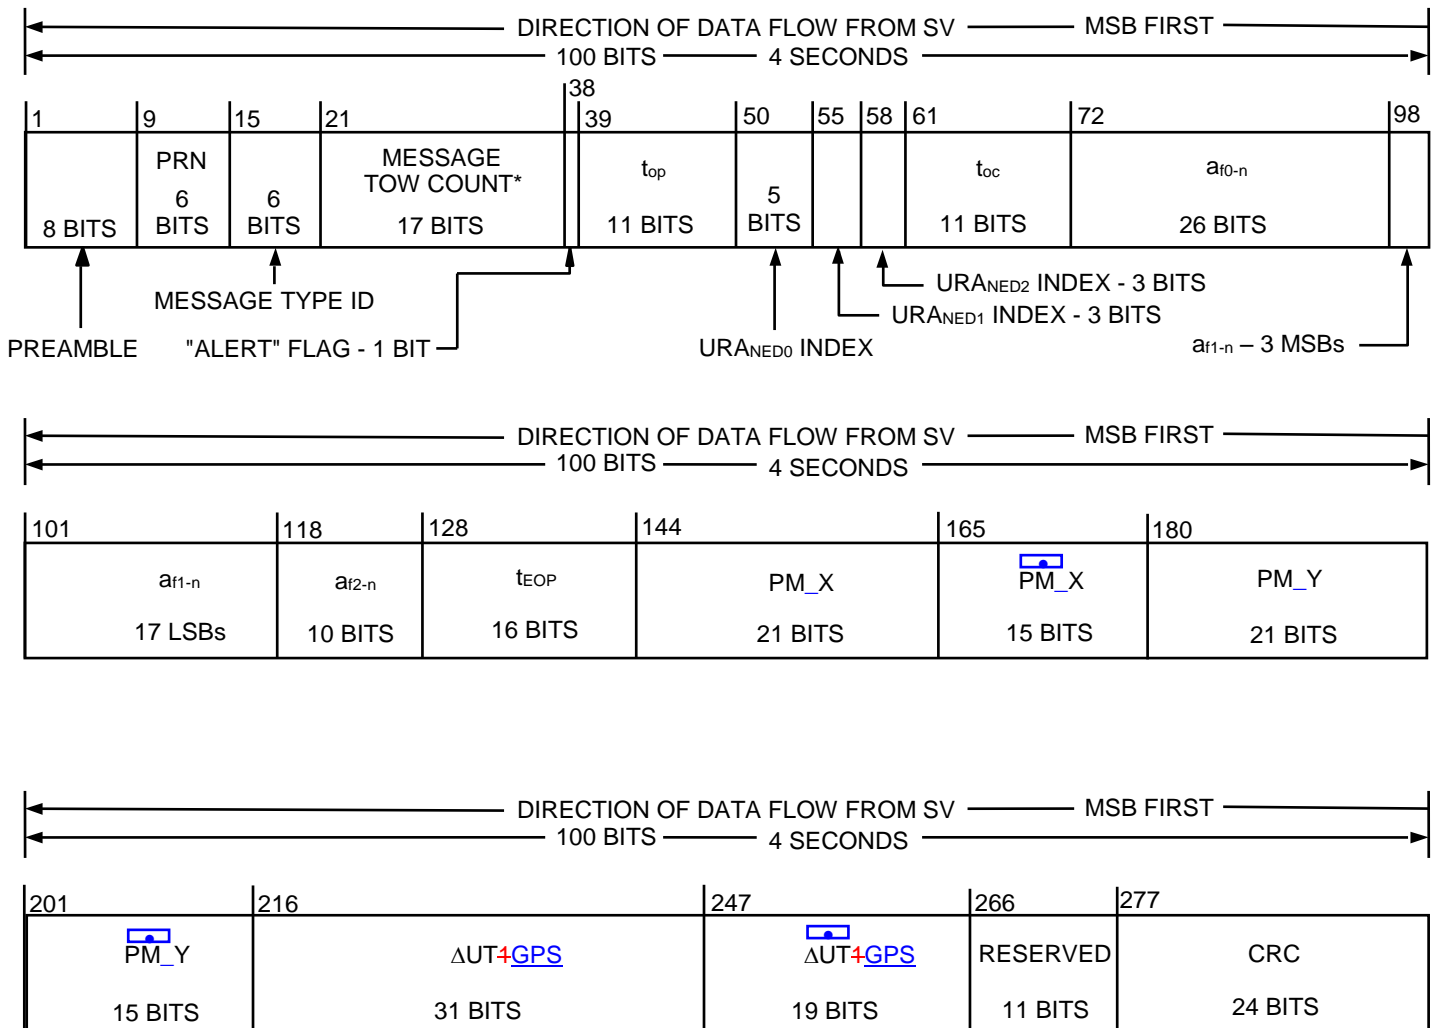 DIRECTION OF DATA FLOW FROM SV MSB FIRST
100 BITS 4 SECONDS
1 9 15 21 38 39 50 55 58 61 72 98
PRN MESSAGE
TOW COUNT* top toc af0-n
8 BITS 6 BITS 6 BITS 17 BITS 11 BITS 5 BITS 11 BITS 26 BITS
MESSAGE TYPE ID URANED2 INDEX - 3 BITS
URANED1 INDEX - 3 BITS
PREAMBLE "ALERT" FLAG - 1 BIT URANED0 INDEX af1-n – 3 MSBs
DIRECTION OF DATA FLOW FROM SV MSB FIRST
100 BITS 4 SECONDS
101 118 128 144 165 180
af1-n af2-n tEOP PM_X PM_X PM_Y
17 LSBs 10 BITS 16 BITS 21 BITS 15 BITS 21 BITS
DIRECTION OF DATA FLOW FROM SV MSB FIRST
100 BITS 4 SECONDS
201 216 247 266 277
PM_Y ΔUT1GPS ΔUT1GPS RESERVED CRC
15 BITS 31 BITS 19 BITS 11 BITS 24 BITS